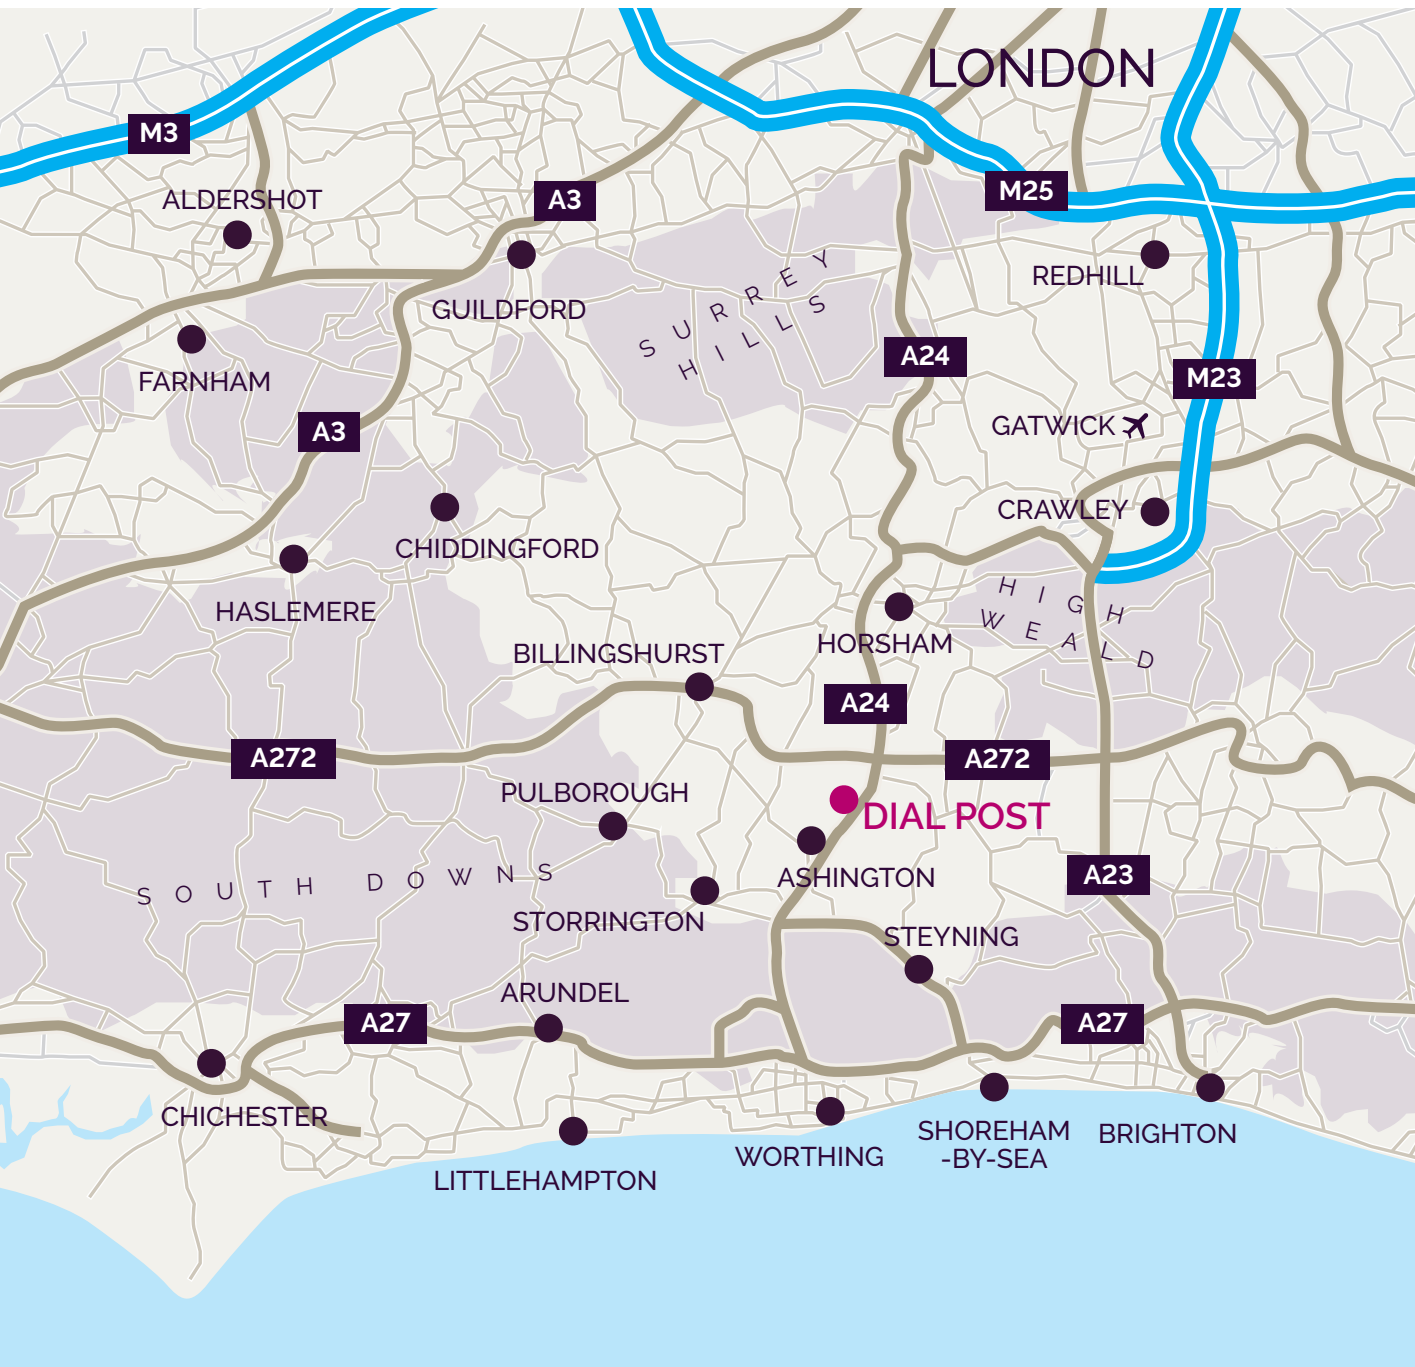 LONDON
M3
ALDERSHOT
A3
M25
SURREY
HILLS
REDHILL
GUILDFORD
A24
M23
FARNHAM
A3
GATWICK
CRAWLEY
CHIDDINGFORD
HIGH
WEALD
HASLEMERE
HORSHAM
BILLINGSHURST
A24
A272
A272
PULBOROUGH
DIAL POST
ASHINGTON
A23
SOUTH DOWNS
STORRINGTON
STEYNING
ARUNDEL
A27
A27
CHICHESTER
SHOREHAM
-BY-SEA
BRIGHTON
WORTHING
LITTLEHAMPTON